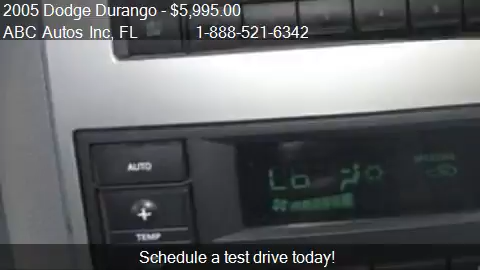 2005 Dodge Durango - $5,995.00
ABC Autos Inc, FL 1-888-521-6342
AUTO
TEMP
Schedule a test drive today!